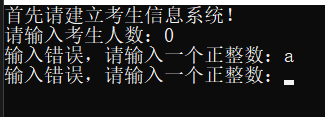 首先请建立考生信息系统！
请输入考生人数：0
输入错误，请输入一个正整数：a
输入错误，请输入一个正整数：